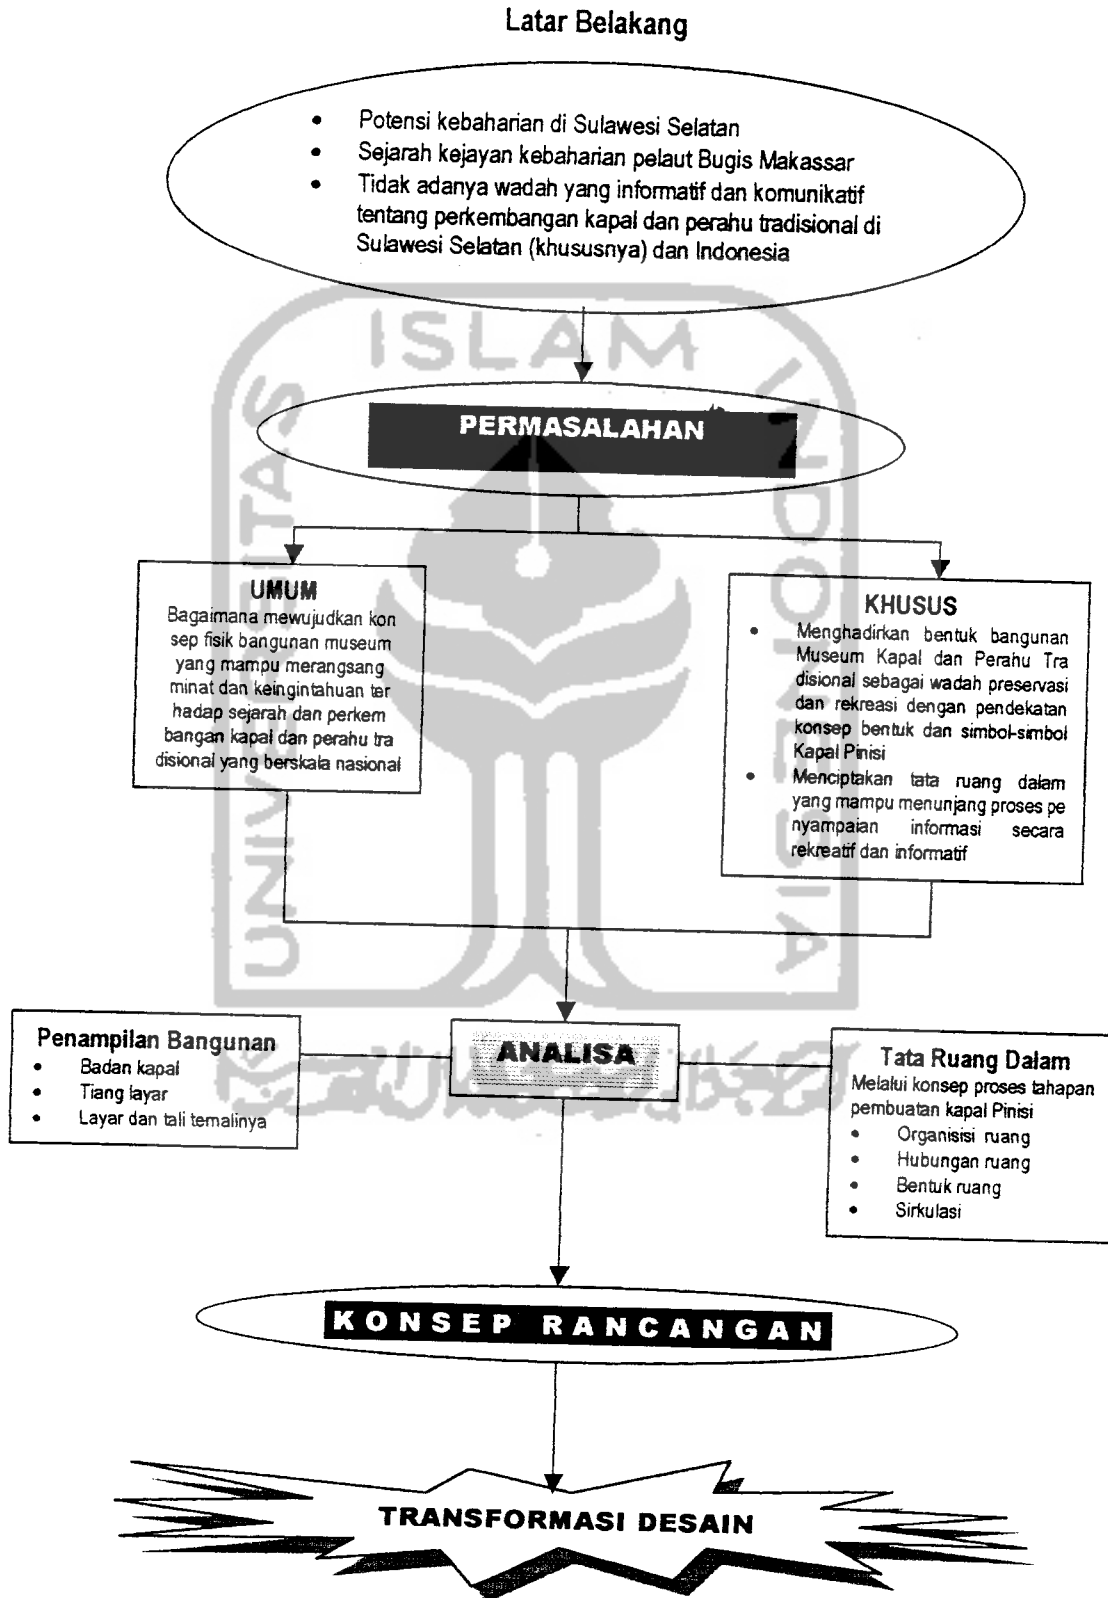 Latar Belakang
• Potensi kebaharian di Sulawesi Selatan
• Sejarah kejayan kebaharian pelaut Bugis Makassar
• Tidak adanya wadah yang informatif dan komunikatif
tentang perkembangan kapal dan perahu tradisional di
Sulawesi Selatan (khususnya) dan Indonesia
PERMASALAHAN
UMUM
Bagaimana mewujudkan kon
sep fisik bangunan museum
yang mampu merangsang
minat dan keingintahuan ter
hadap sejarah dan perkem
bangan kapal dan perahu tra
disional yang berskala nasional
KHUSUS
• Menghadirkan bentuk bangunan
Museum Kapal dan Perahu Tra
disional sebagai wadah preservasi
dan rekreasi dengan pendekatan
konsep bentuk dan simbol-simbol
Kapal Pinisi
• Menciptakan tata ruang dalam
yang mampu menunjang proses pe
nyampaian informasi secara
rekreatif dan informatif
Penampilan Bangunan
• Badan kapal
• Tiang layar
• Layar dan tali temalinya
ANALISA
Tata Ruang Dalam
Melalui konsep proses tahapan
pembuatan kapal Pinisi
• Organisisi ruang
• Hubungan ruang
• Bentuk ruang
• Sirkulasi
KONSEP RANCANGAN
TRANSFORMASI DESAIN
UNIVERSITAS
ISLAM
INDONESIA